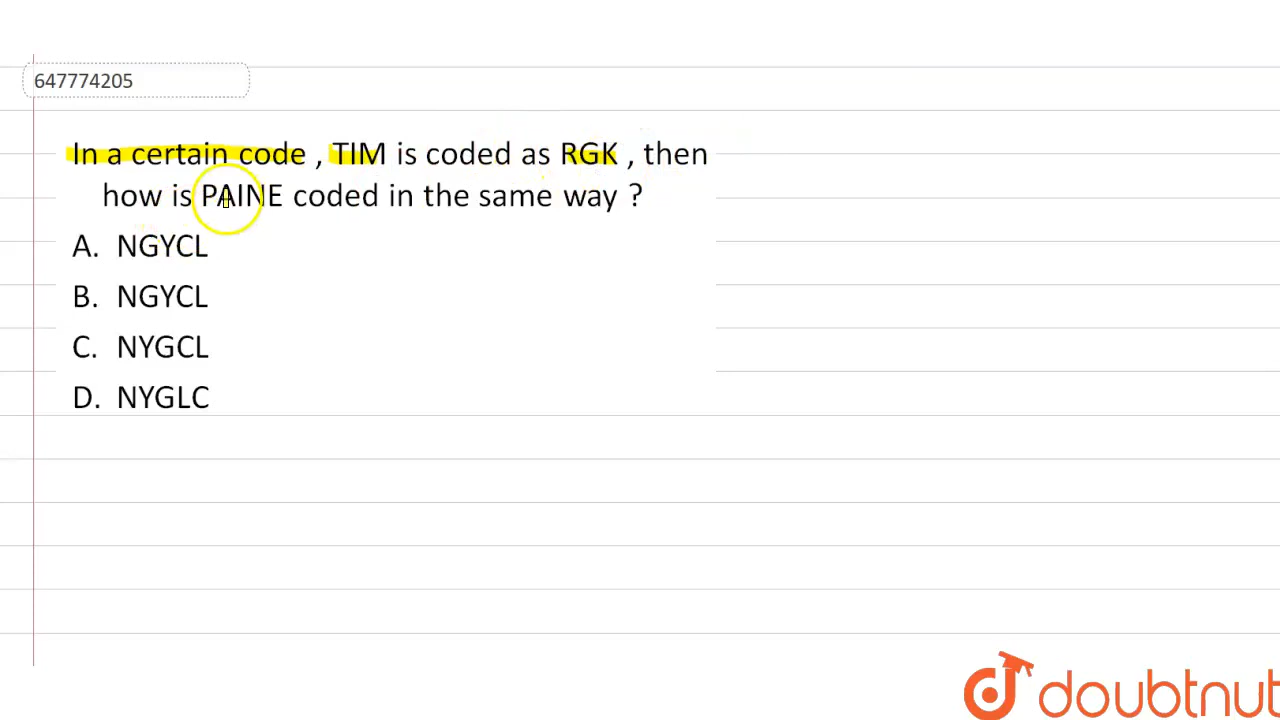 647774205
In a certain code , TIM is coded as RGK , then
how is PAINE coded in the same way ?
A. NGYCL
B. NGYCL
C. NYGCL
D. NYGLC
doubtnut